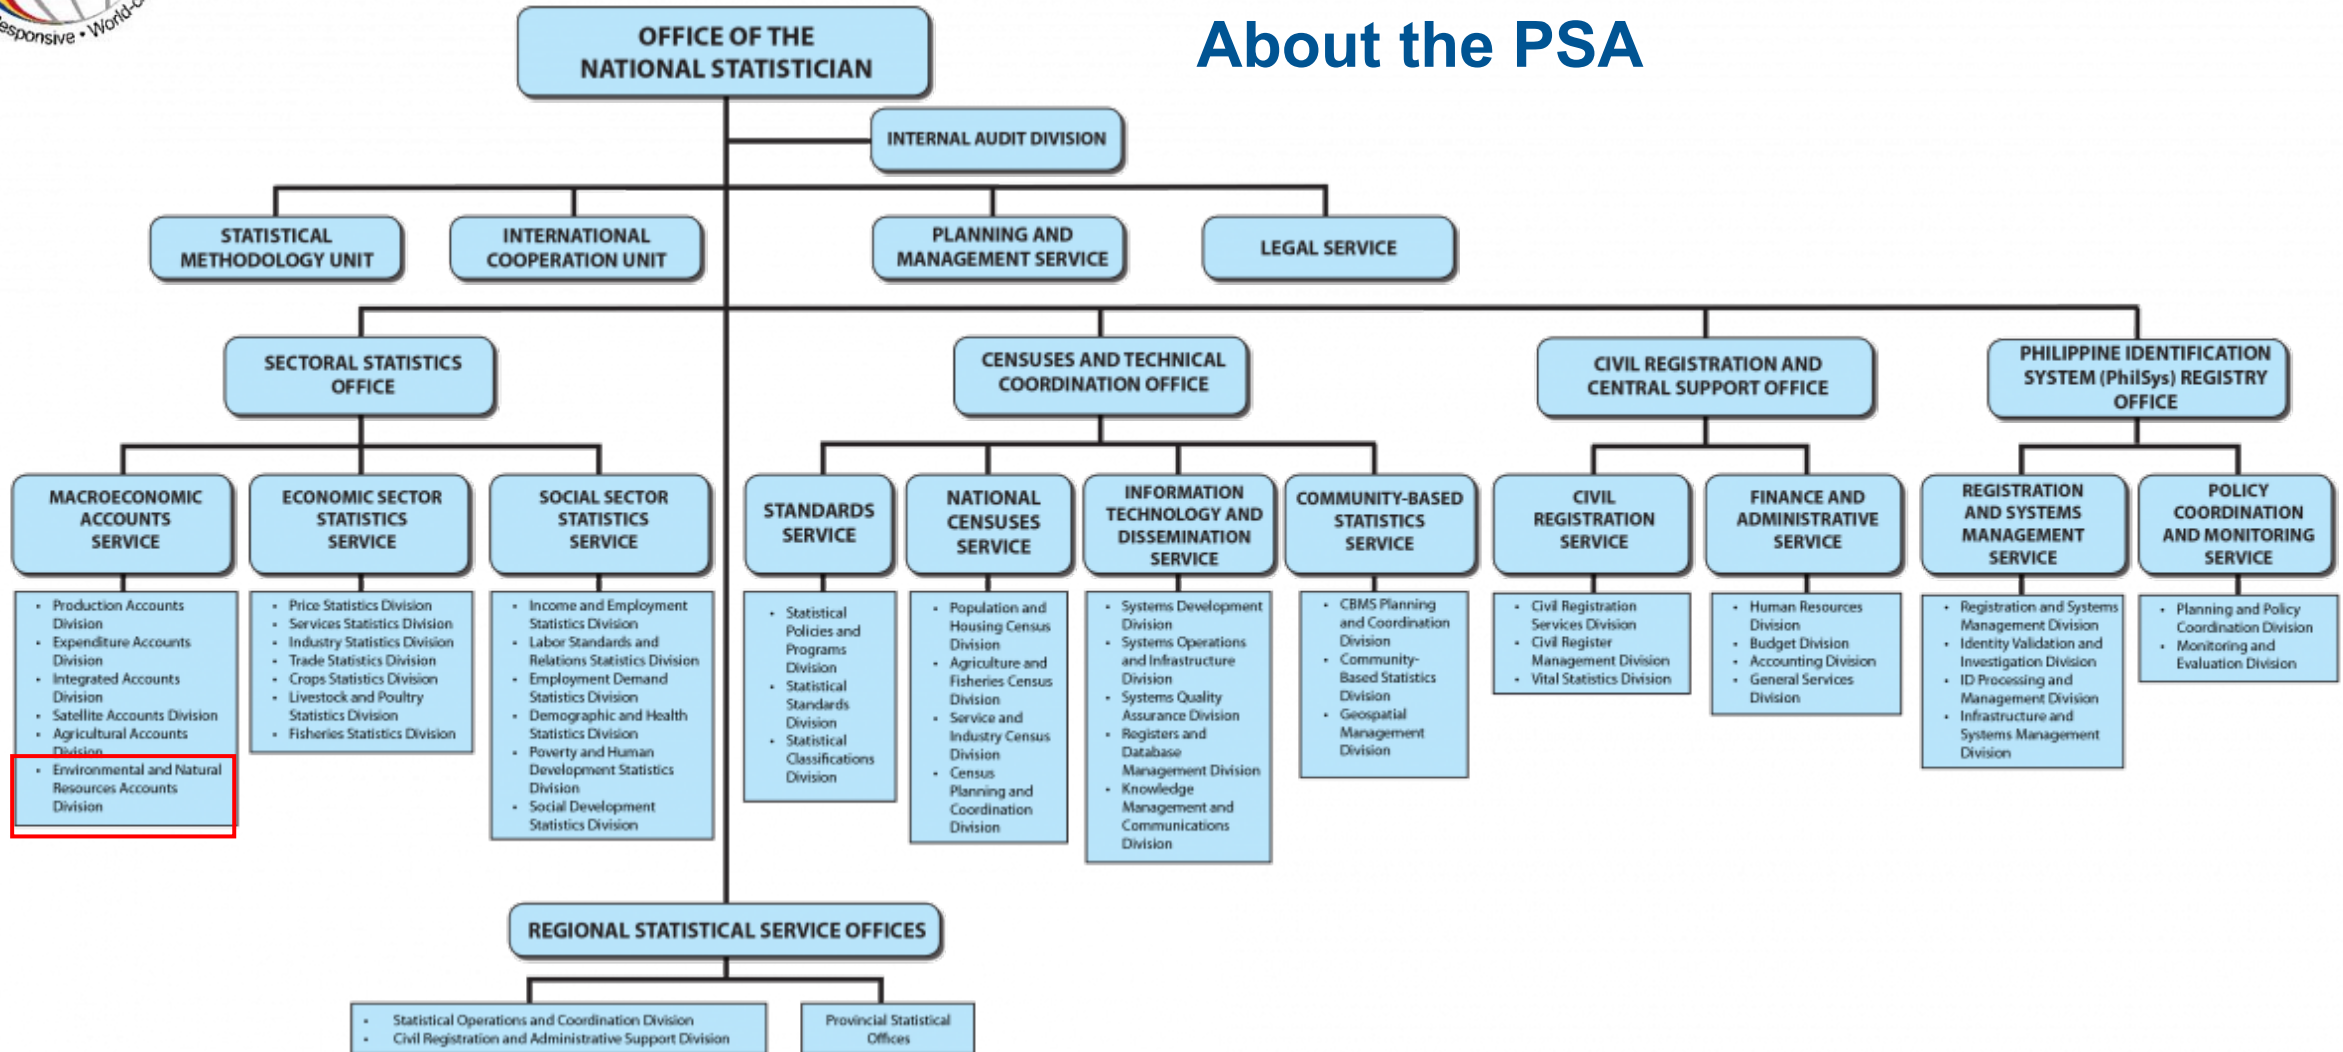 esponsive • World-c
About the PSA
OFFICE OF THE
NATIONAL STATISTICIAN
INTERNAL AUDIT DIVISION
STATISTICAL
METHODOLOGY UNIT
INTERNATIONAL
COOPERATION UNIT
PLANNING AND
MANAGEMENT SERVICE
LEGAL SERVICE
SECTORAL STATISTICS
OFFICE
CENSUSES AND TECHNICAL
COORDINATION OFFICE
CIVIL REGISTRATION AND
CENTRAL SUPPORT OFFICE
PHILIPPINE IDENTIFICATION
SYSTEM (PhilSys) REGISTRY
OFFICE
MACROECONOMIC
ACCOUNTS
SERVICE
• Production Accounts
Division
• Expenditure Accounts
Division
• Integrated Accounts
Division
• Satellite Accounts Division
• Agricultural Accounts
Division
• Environmental and Natural
Resources Accounts
Division
ECONOMIC SECTOR
STATISTICS
SERVICE
• Price Statistics Division
• Services Statistics Division
• Industry Statistics Division
• Trade Statistics Division
• Crops Statistics Division
• Livestock and Poultry
Statistics Division
• Fisheries Statistics Division
SOCIAL SECTOR
STATISTICS
SERVICE
• Income and Employment
Statistics Division
• Labor Standards and
Relations Statistics Division
• Employment Demand
Statistics Division
• Demographic and Health
Statistics Division
• Poverty and Human
Development Statistics
Division
• Social Development
Statistics Division
STANDARDS
SERVICE
• Statistical
Policies and
Programs
Division
• Statistical
Standards
Division
• Statistical
Classifications
Division
NATIONAL
CENSUSES
SERVICE
• Population and
Housing Census
Division
• Agriculture and
Fisheries Census
Division
• Service and
Industry Census
Division
• Census
Planning and
Coordination
Division
INFORMATION
TECHNOLOGY AND
DISSEMINATION
SERVICE
• Systems Development
Division
• Systems Operations
and Infrastructure
Division
• Systems Quality
Assurance Division
• Registers and
Database
Management Division
• Knowledge
Management and
Communications
Division
COMMUNITY-BASED
STATISTICS
SERVICE
• CBMS Planning
and Coordination
Division
• Community-
Based Statistics
Division
• Geospatial
Management
Division
CIVIL
REGISTRATION
SERVICE
• Civil Registration
Services Division
• Civil Register
Management Division
• Vital Statistics Division
FINANCE AND
ADMINISTRATIVE
SERVICE
• Human Resources
Division
• Budget Division
• Accounting Division
• General Services
Division
REGISTRATION
AND SYSTEMS
MANAGEMENT
SERVICE
• Registration and Systems
Management Division
• Identity Validation and
Investigation Division
• ID Processing and
Management Division
• Infrastructure and
Systems Management
Division
POLICY
COORDINATION
AND MONITORING
SERVICE
• Planning and Policy
Coordination Division
• Monitoring and
Evaluation Division
REGIONAL STATISTICAL SERVICE OFFICES
• Statistical Operations and Coordination Division
• Civil Registration and Administrative Support Division
Provincial Statistical
Offices